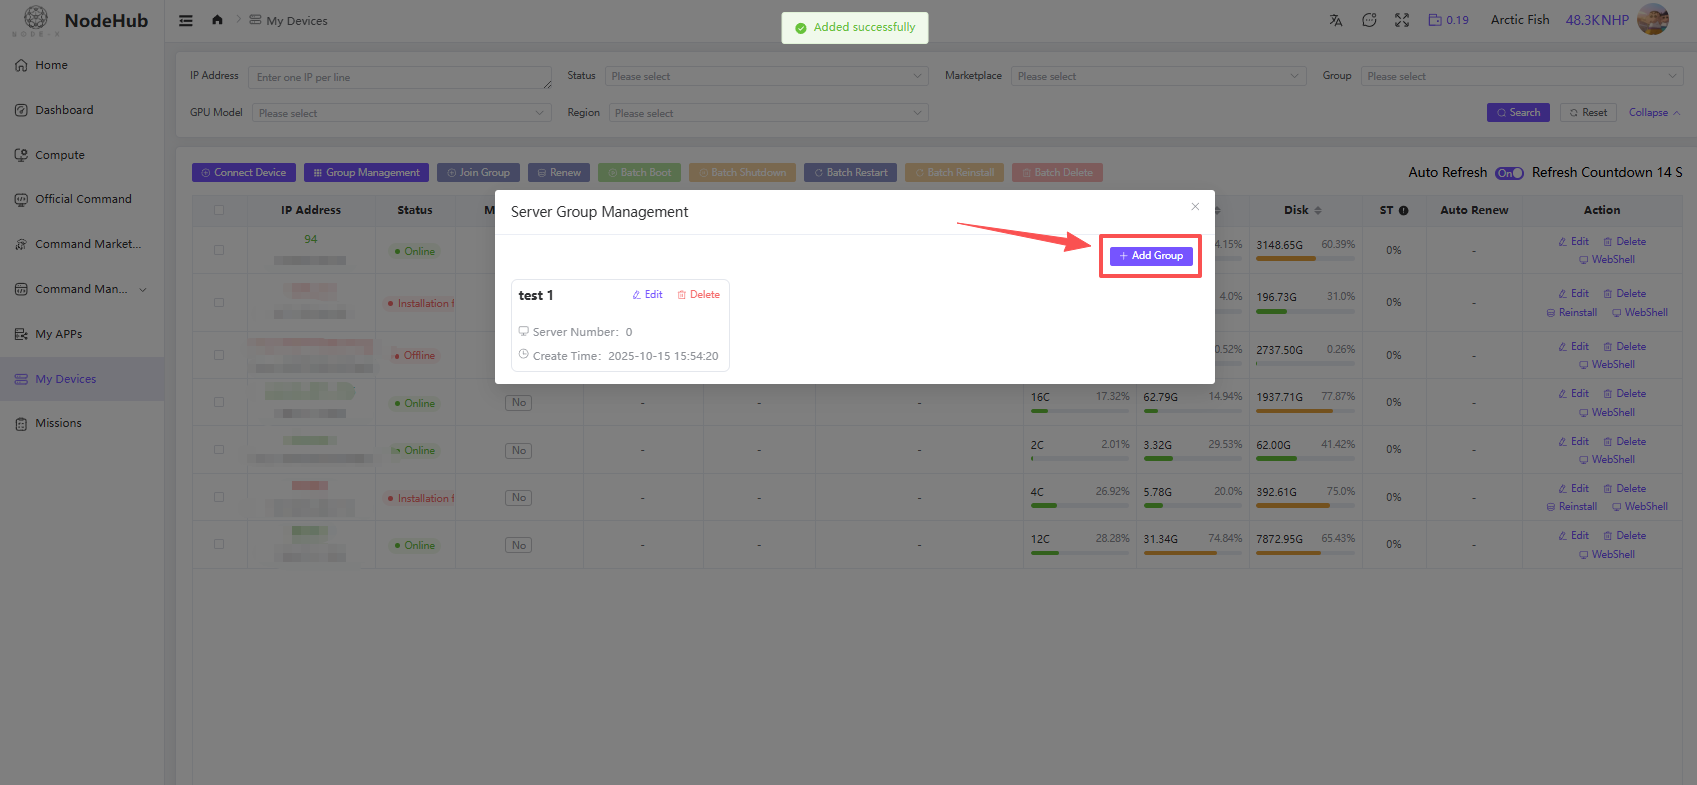 NodeHub
NODE-X
My Devices
Added successfully
0.19
Arctic Fish
48.3KNHP
Home
Dashboard
Compute
Official Command
Command Market...
Command Man...
My APPs
My Devices
Missions
IP Address Enter one IP per line Status Please select Marketplace Please select Group Please select
GPU Model Please select Region Please select Search Reset Collapse
Connect Device Group Management Join Group Renew Batch Boot Batch Shutdown Batch Restart Batch Reinstall Batch Delete Auto Refresh On Refresh Countdown 14 S
IP Address Status M Disk ST Auto Renew Action
Server Group Management
Add Group
test 1 Edit Delete
Server Number: 0
Create Time: 2025-10-15 15:54:20
94 Online 4.15% 3148.65G 60.39% 0% - Edit Delete
WebShell
Installation f 4.0% 196.73G 31.0% 0% - Edit Delete
Reinstall WebShell
Offline 0.52% 2737.50G 0.26% 0% - Edit Delete
WebShell
Online No - - - 16C 17.32% 62.79G 14.94% 1937.71G 77.87% 0% - Edit Delete
WebShell
Online No - - - 2C 2.01% 3.32G 29.53% 62.00G 41.42% 0% - Edit Delete
WebShell
Installation f No - - - 4C 26.92% 5.78G 20.0% 392.61G 75.0% 0% - Edit Delete
Reinstall WebShell
Online No - - - 12C 28.28% 31.34G 74.84% 7872.95G 65.43% 0% - Edit Delete
WebShell